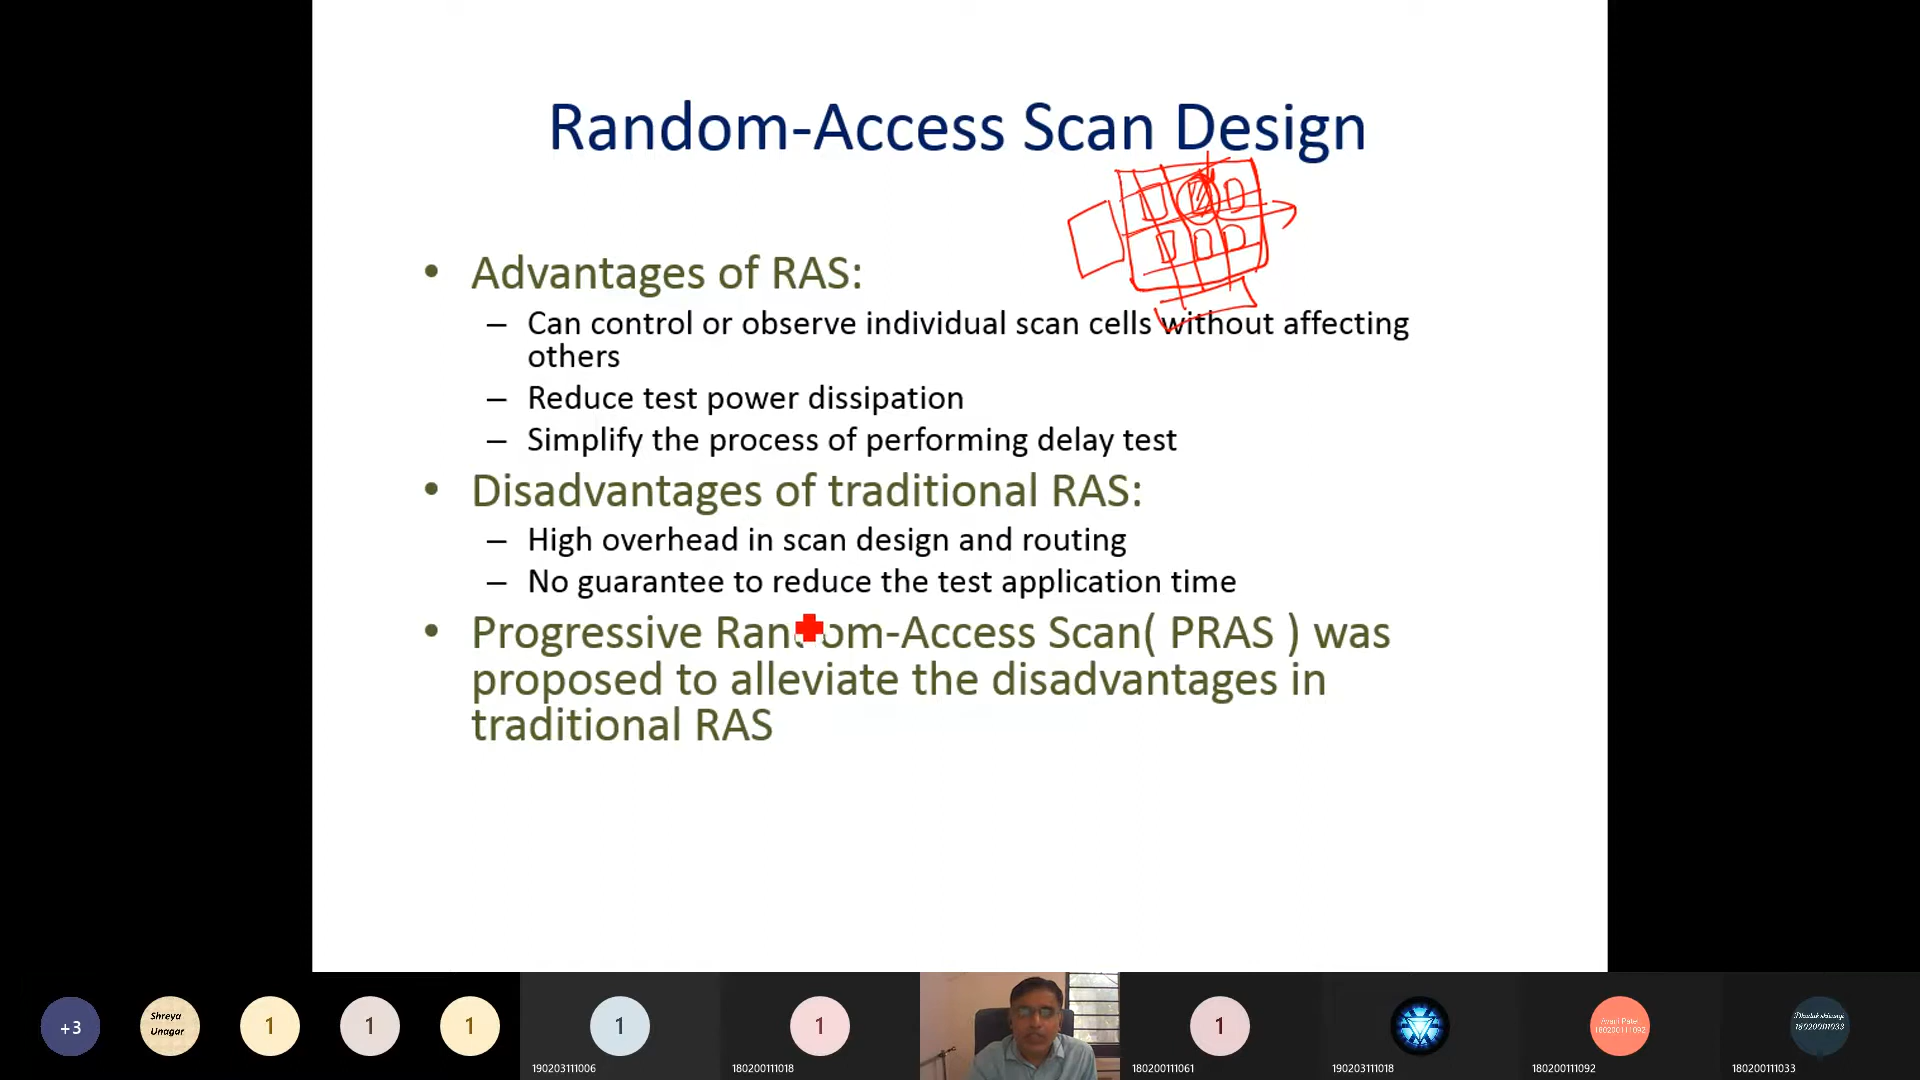 Random-Access Scan Design
• Advantages of RAS:
– Can control or observe individual scan cells without affecting
others
– Reduce test power dissipation
– Simplify the process of performing delay test
• Disadvantages of traditional RAS:
– High overhead in scan design and routing
– No guarantee to reduce the test application time
• Progressive Random-Access Scan( PRAS ) was
proposed to alleviate the disadvantages in
traditional RAS
+3
Shreya
Unagar
1
1
1
1
190203111006
1
180200111018
1
180200111061
190203111018
Avani Patel
180200111092
180200111092
180200111033
180200111033